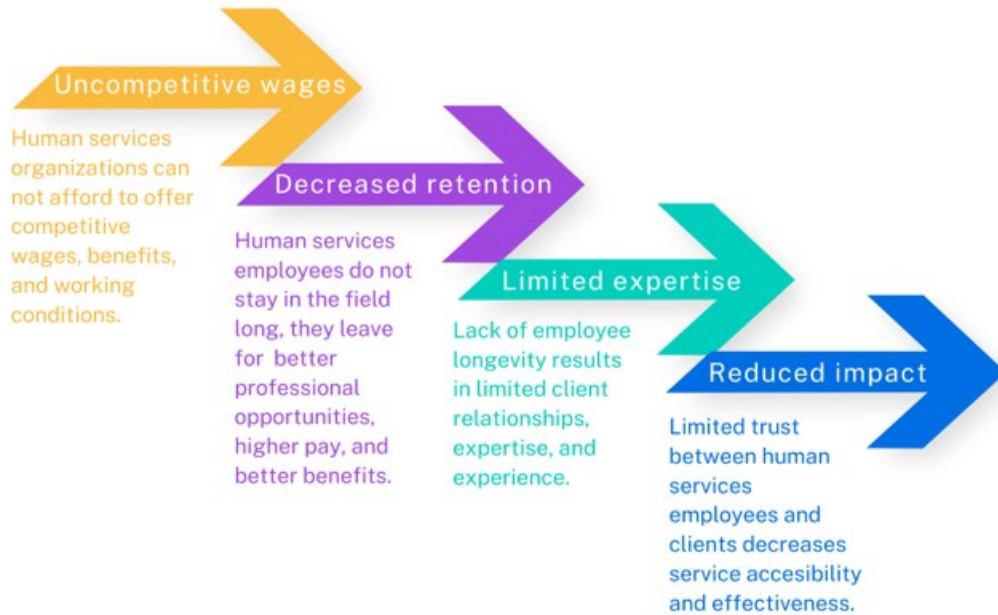 Uncompetitive wages
Human services
organizations can
not afford to offer
competitive
wages, benefits,
and working
conditions.
Decreased retention
Human services
employees do not
stay in the field
long, they leave
for better
professional
opportunities,
higher pay, and
better benefits.
Limited expertise
Lack of employee
longevity results
in limited client
relationships,
expertise, and
experience.
Reduced impact
Limited trust
between human
services
employees and
clients decreases
service accesibility
and effectiveness.